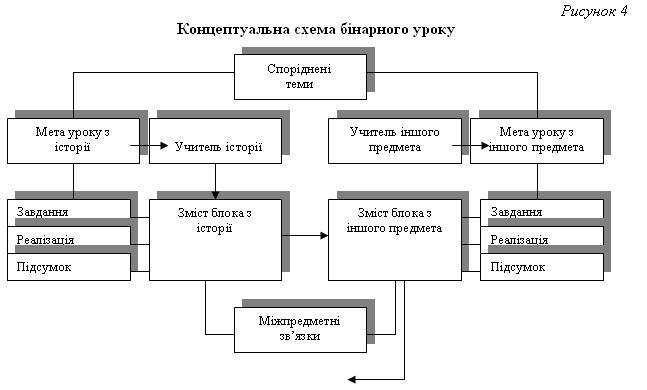 Рисунок 4
Концептуальна схема бінарного уроку
Споріднені
теми
Мета уроку з
історії
Учитель історії
Учитель іншого
предмета
Мета уроку з
іншого предмета
Завдання
Реалізація
Підсумок
Зміст блока з
історії
Зміст блока з
іншого предмета
Завдання
Реалізація
Підсумок
Міжпредметні
зв’язки